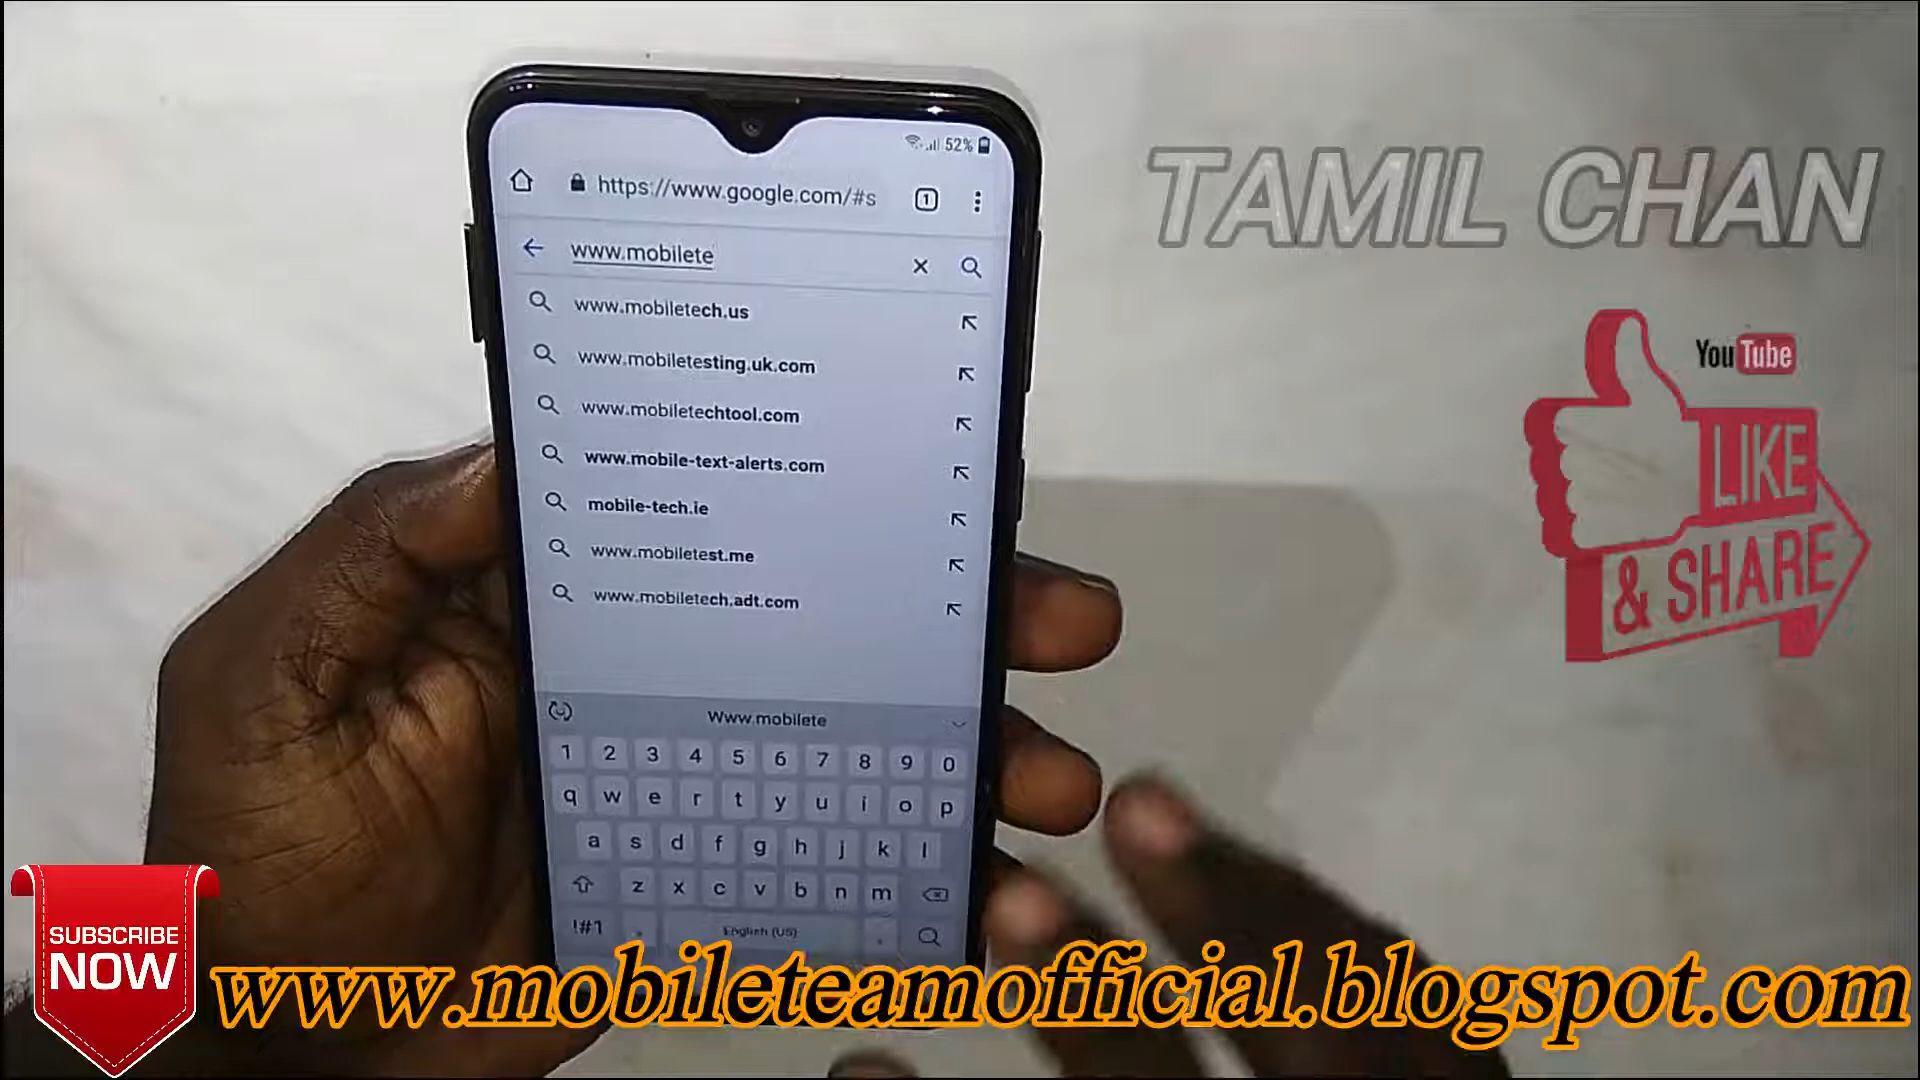 52%
https://www.google.com/#s
1
www.mobilete
www.mobiletech.us
www.mobiletesting.uk.com
www.mobiletechtool.com
www.mobile-text-alerts.com
mobile-tech.ie
www.mobiletest.me
www.mobiletech.adt.com
Www.mobilete
1 2 3 4 5 6 7 8 9 0
q w e r t y u i o p
a s d f g h j k l
z x c v b n m
!#1 , English (US) .
TAMIL CHAN
YouTube
LIKE
& SHARE
SUBSCRIBE
NOW
www.mobileteamofficial.blogspot.com